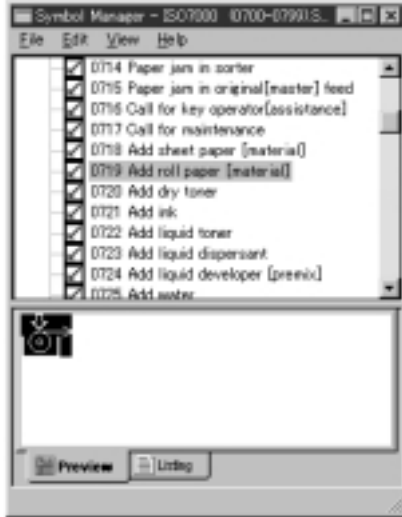 Symbol Manager - ISO7000 (0700-0799) S...
File Edit View Help
0714 Paper jam in sorter
0715 Paper jam in original[master] feed
0716 Call for key operator[assistance]
0717 Call for maintenance
0718 Add sheet paper [material]
0719 Add roll paper [material]
0720 Add dry toner
0721 Add ink
0722 Add liquid toner
0723 Add liquid dispersant
0724 Add liquid developer [premix]
0725 Add water
Preview Listing